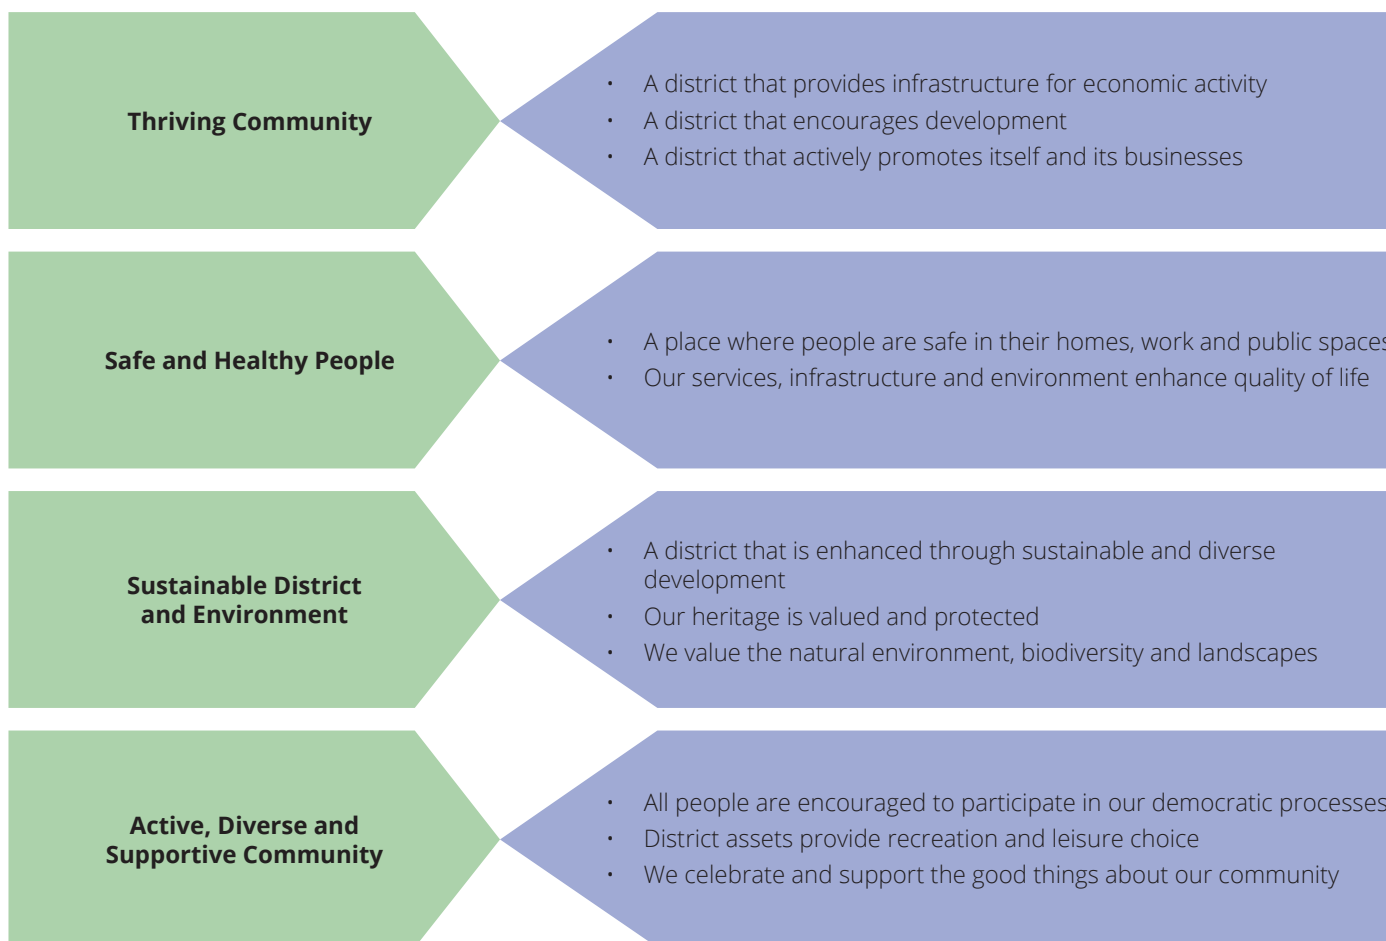 Thriving Community
• A district that provides infrastructure for economic activity
• A district that encourages development
• A district that actively promotes itself and its businesses
Safe and Healthy People
• A place where people are safe in their homes, work and public spaces
• Our services, infrastructure and environment enhance quality of life
Sustainable District
and Environment
• A district that is enhanced through sustainable and diverse
development
• Our heritage is valued and protected
• We value the natural environment, biodiversity and landscapes
Active, Diverse and
Supportive Community
• All people are encouraged to participate in our democratic processes
• District assets provide recreation and leisure choice
• We celebrate and support the good things about our community